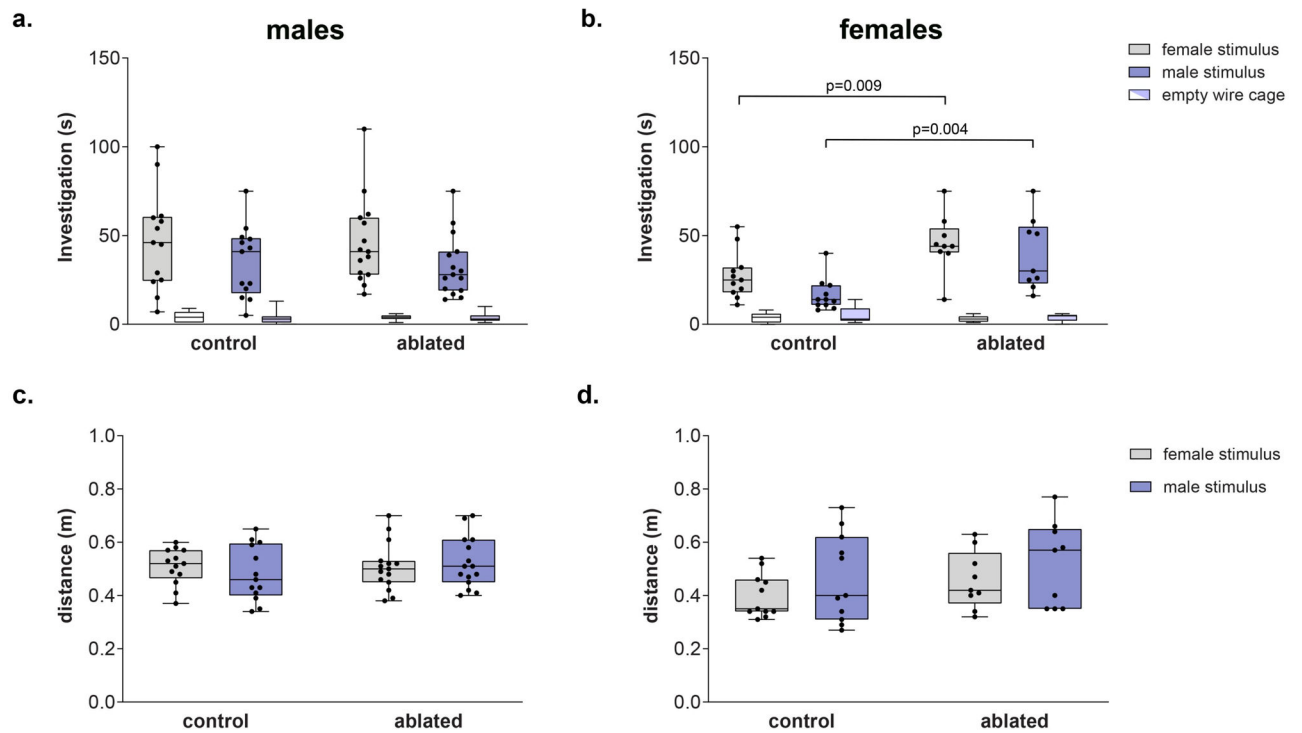 a.
males
150
100
50
0
Investigation (s)
control
ablated
b.
females
150
100
50
0
Investigation (s)
p=0.009
p=0.004
control
ablated
female stimulus
male stimulus
empty wire cage
c.
1.0
0.8
0.6
0.4
0.2
0.0
distance (m)
control
ablated
d.
1.0
0.8
0.6
0.4
0.2
0.0
distance (m)
control
ablated
female stimulus
male stimulus